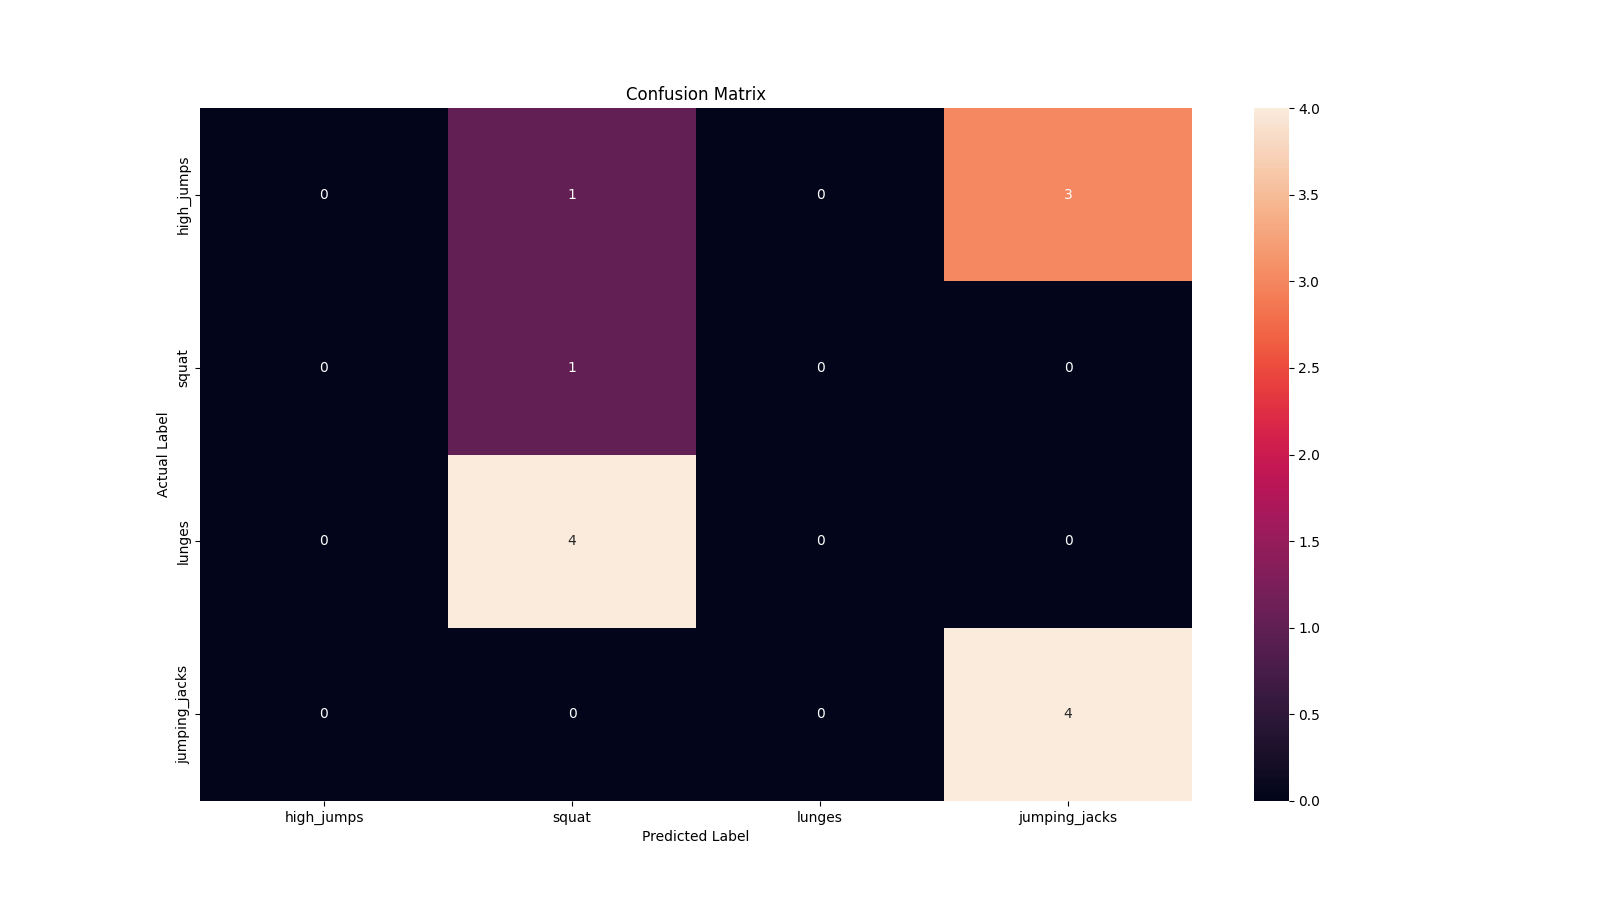 Confusion Matrix
Actual Label
high_jumps
0 1 0 3
squat
0 1 0 0
lunges
0 4 0 0
jumping_jacks
0 0 0 4
high_jumps squat lunges jumping_jacks
Predicted Label
4.0
3.5
3.0
2.5
2.0
1.5
1.0
0.5
0.0